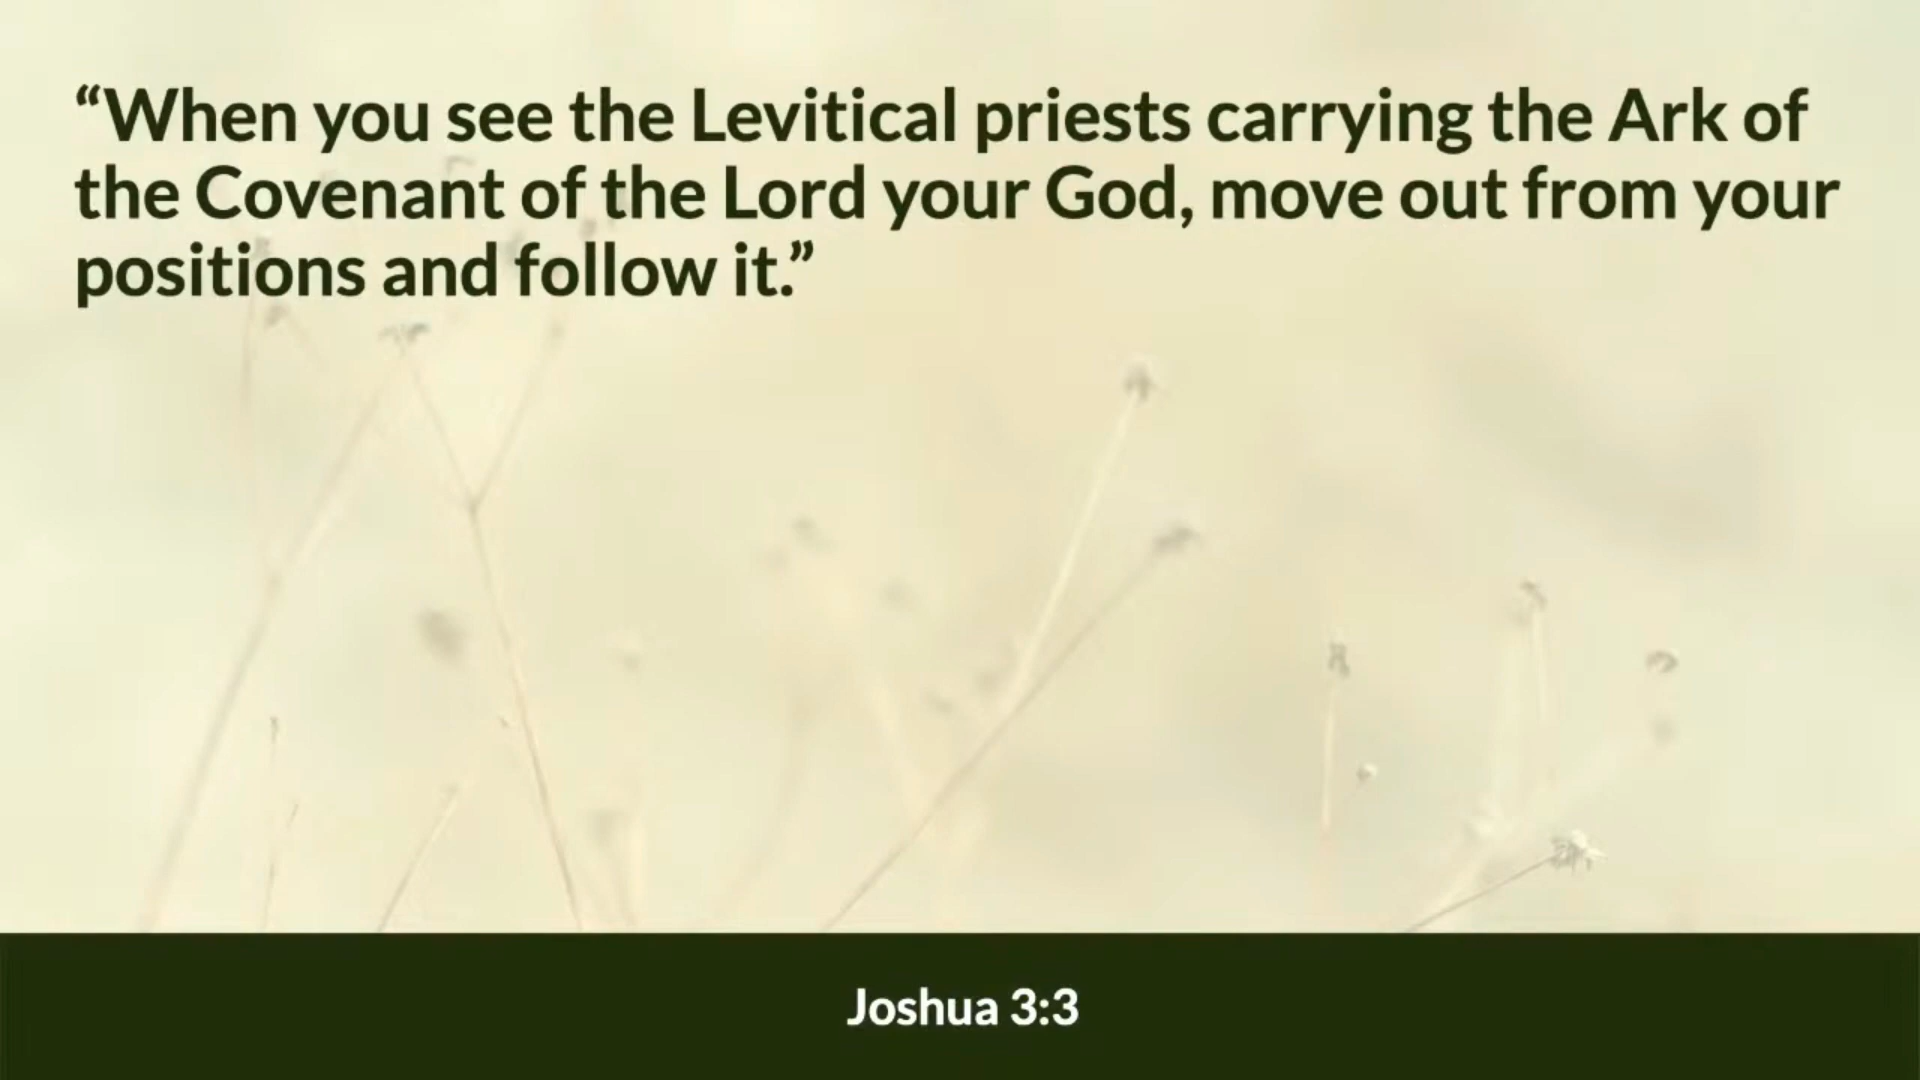 “When you see the Levitical priests carrying the Ark of
the Covenant of the Lord your God, move out from your
positions and follow it.”
Joshua 3:3